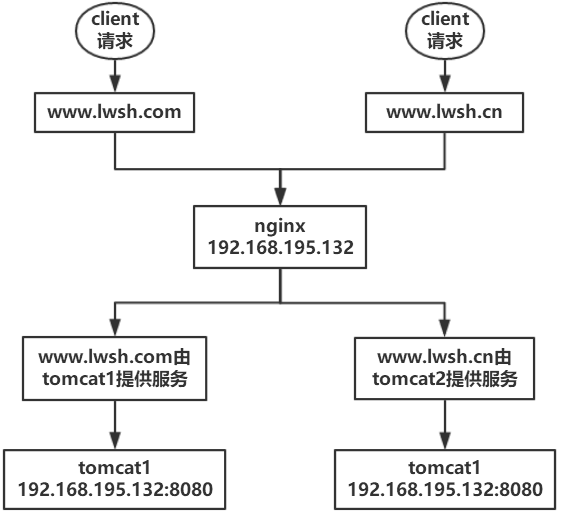 client
请求
client
请求
www.lwsh.com
www.lwsh.cn
nginx
192.168.195.132
www.lwsh.com由
tomcat1提供服务
www.lwsh.cn由
tomcat2提供服务
tomcat1
192.168.195.132:8080
tomcat1
192.168.195.132:8080